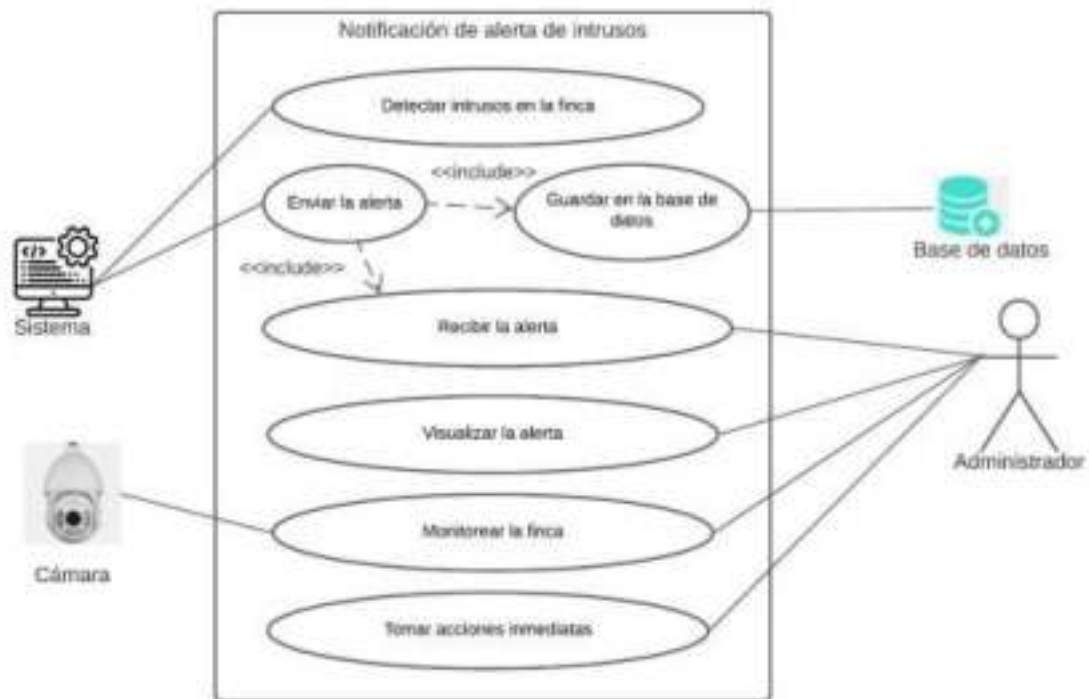 Notificación de alerta de intrusos
Detectar intrusos en la finca
<<include>>
Enviar la alerta
Guardar en la base de
datos
Base de datos
<<include>>
Sistema
Recibir la alerta
Visualizar la alerta
Administrador
Monitorear la finca
Cámara
Tomar acciones inmediatas